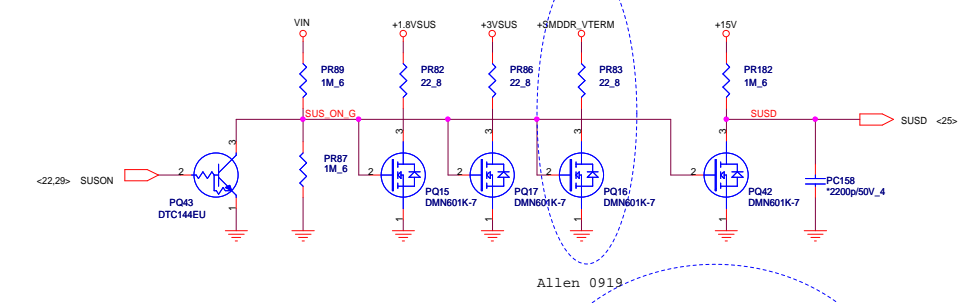 VIN +1.8VSUS +3VSUS +SMDDR_VTERM +15V
PR89 PR82 PR86 PR83 PR182
1M_6 22_8 22_8 22_8 1M_6
SUS_ON_G SUSD
SUSD <25>
3 3 3 3 3
PR87
1M_6
<22,29> SUSON 2 2 2 2 2
PC158
*2200p/50V_4
PQ43 PQ15 PQ17 PQ16 PQ42
DTC144EU DMN601K-7 DMN601K-7 DMN601K-7 DMN601K-7
1 1 1 1 1
Allen 0919